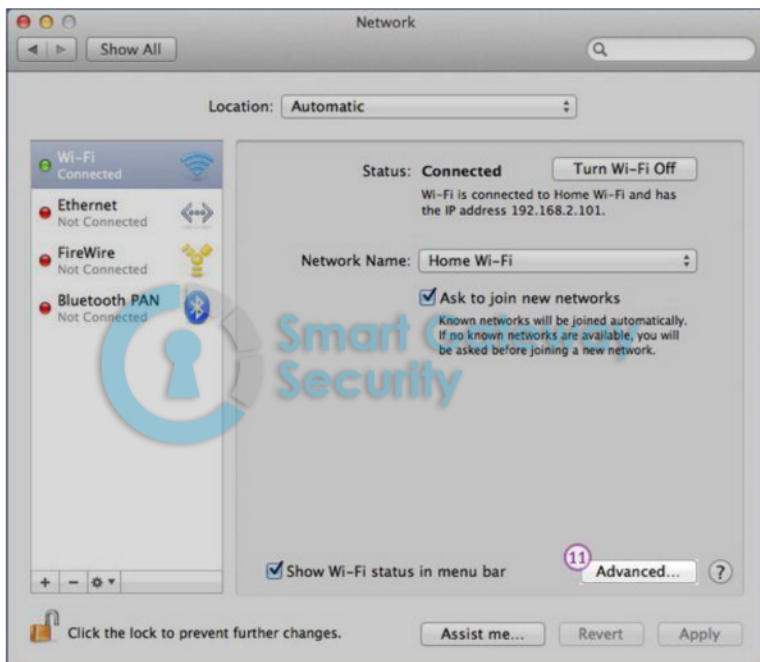 Network
Show All
Location: Automatic
Wi-Fi
Connected
Ethernet
Not Connected
FireWire
Not Connected
Bluetooth PAN
Not Connected
Status: Connected
Turn Wi-Fi Off
Wi-Fi is connected to Home Wi-Fi and has
the IP address 192.168.2.101.
Network Name: Home Wi-Fi
Ask to join new networks
Known networks will be joined automatically.
If no known networks are available, you will
be asked before joining a new network.
Smart Gateway
Security
Show Wi-Fi status in menu bar
11
Advanced...
?
Click the lock to prevent further changes.
Assist me...
Revert
Apply